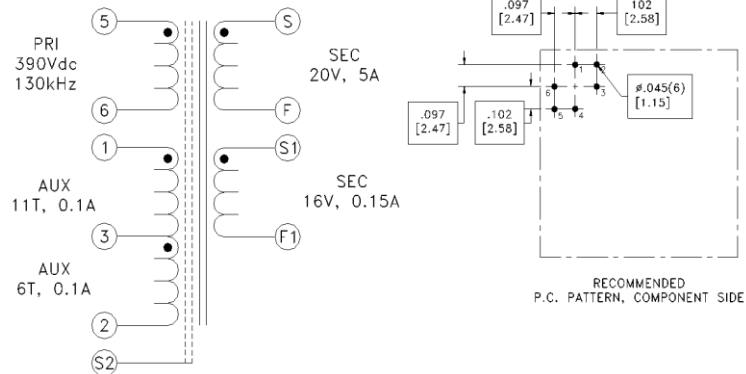 5
PRI
390Vdc
130kHz
6
1
AUX
11T, 0.1A
3
AUX
6T, 0.1A
2
S2
S
SEC
20V, 5A
F
S1
SEC
16V, 0.15A
F1
.097
[2.47]
.102
[2.58]
1
2
6
3
5
4
ø.045(6)
[1.15]
.097
[2.47]
.102
[2.58]
RECOMMENDED
P.C. PATTERN, COMPONENT SIDE